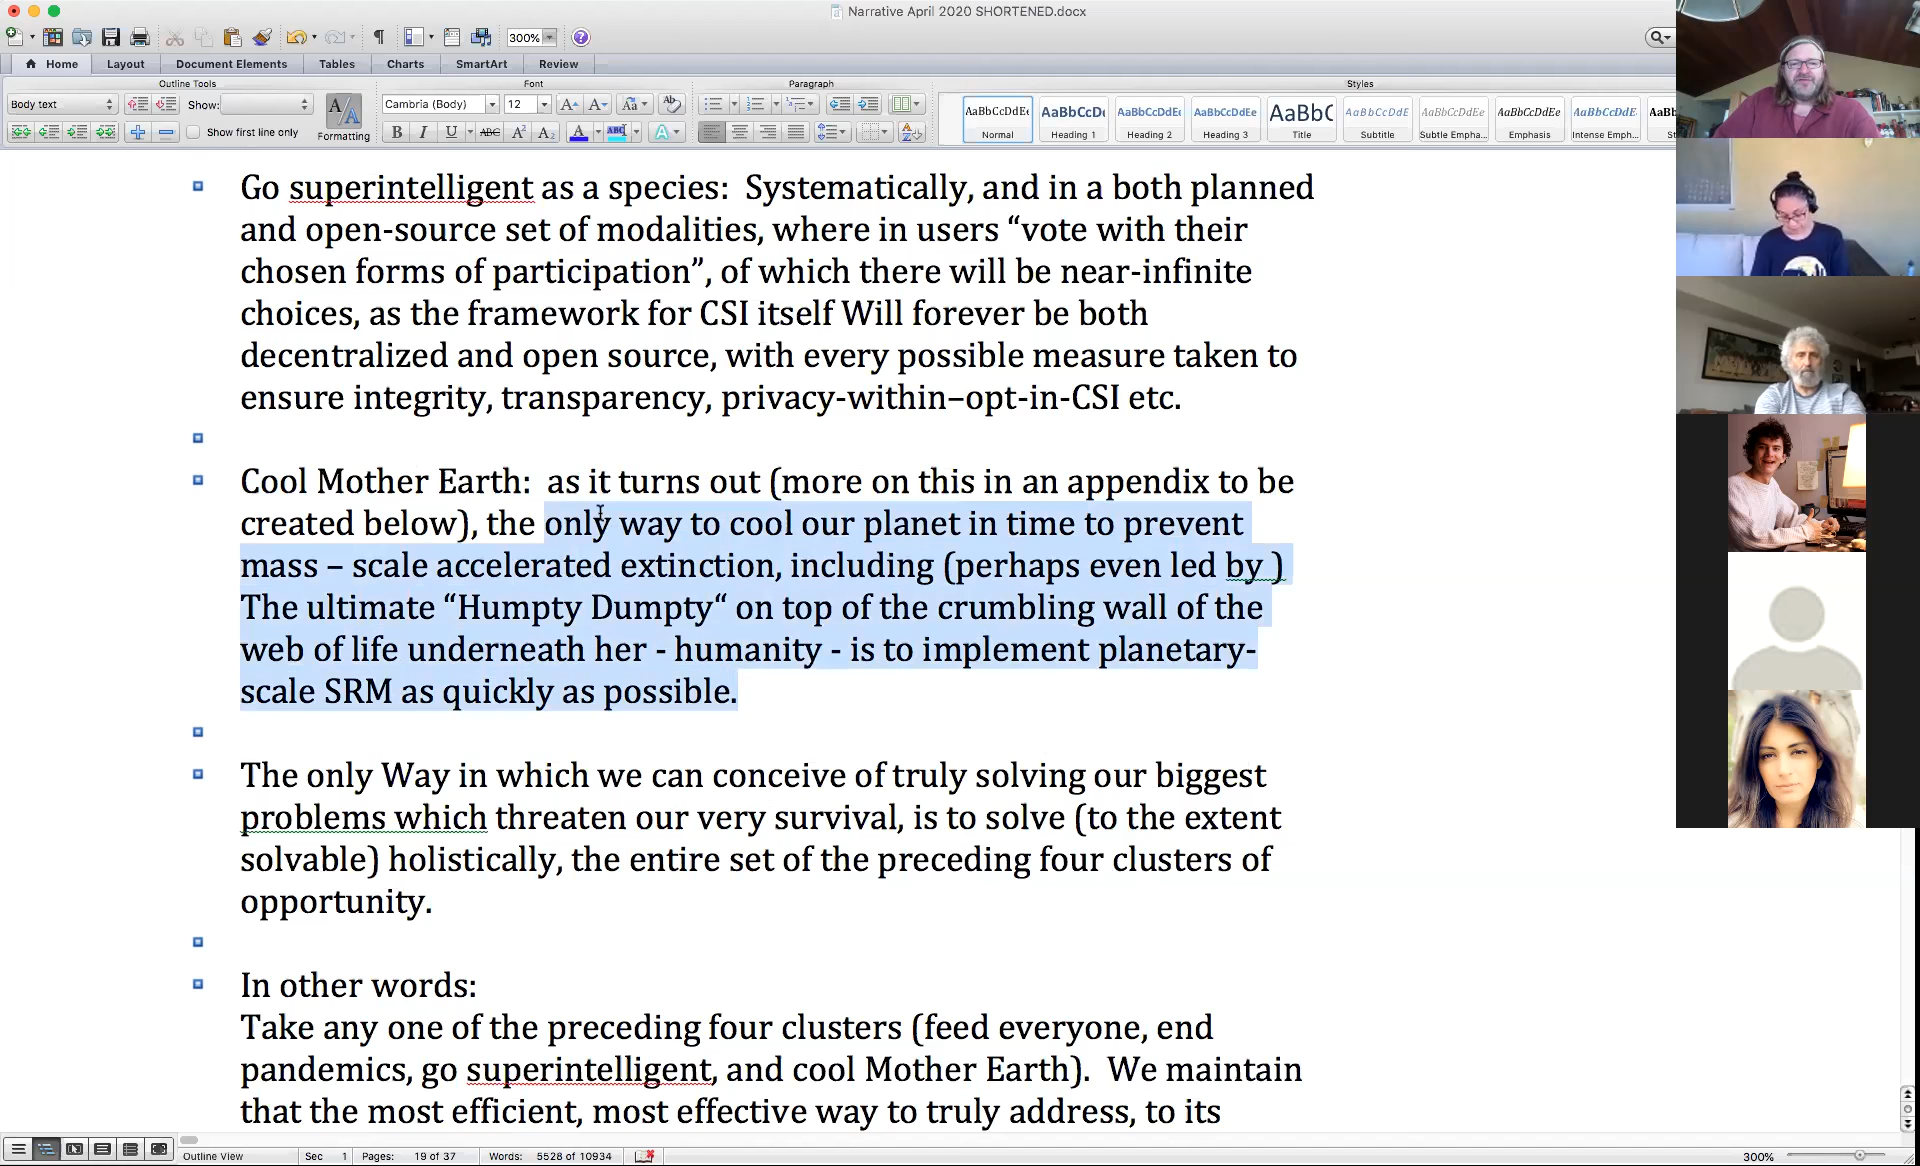 Narrative April 2020 SHORTENED.docx
300%
Home Layout Document Elements Tables Charts SmartArt Review
Outline Tools Font Paragraph Styles
Body text Show: Cambria (Body) 12
Show first line only Formatting
AaBbCcDdEe Normal
Heading 1
AaBbCcDdEe Heading 2
AaBbCcDdEe Heading 3
Title
AaBbCcDdEe Subtitle
AaBbCcDdEe Subtle Empha...
AaBbCcDdEe Emphasis
Intense Emph...
Go superintelligent as a species:  Systematically, and in a both planned
and open-source set of modalities, where in users “vote with their
chosen forms of participation”, of which there will be near-infinite
choices, as the framework for CSI itself Will forever be both
decentralized and open source, with every possible measure taken to
ensure integrity, transparency, privacy-within–opt-in-CSI etc.
Cool Mother Earth:  as it turns out (more on this in an appendix to be
created below), the only way to cool our planet in time to prevent
mass – scale accelerated extinction, including (perhaps even led by )
The ultimate “Humpty Dumpty“ on top of the crumbling wall of the
web of life underneath her - humanity - is to implement planetary-
scale SRM as quickly as possible.
The only Way in which we can conceive of truly solving our biggest
problems which threaten our very survival, is to solve (to the extent
solvable) holistically, the entire set of the preceding four clusters of
opportunity.
In other words:
Take any one of the preceding four clusters (feed everyone, end
pandemics, go superintelligent, and cool Mother Earth).  We maintain
that the most efficient, most effective way to truly address, to its
Outline View Sec 1 Pages: 19 of 37 Words: 5528 of 10934 300%